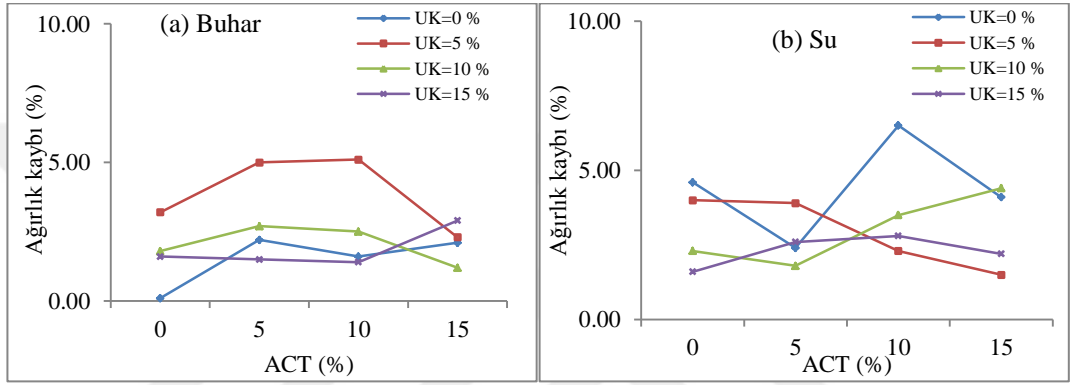 (a) Buhar
UK=0 %
UK=5 %
UK=10 %
UK=15 %
Ağırlık kaybı (%)
10.00
5.00
0.00
0
5
10
15
ACT (%)
(b) Su
UK=0 %
UK=5 %
UK=10 %
UK=15 %
Ağırlık kaybı (%)
10.00
5.00
0.00
0
5
10
15
ACT (%)